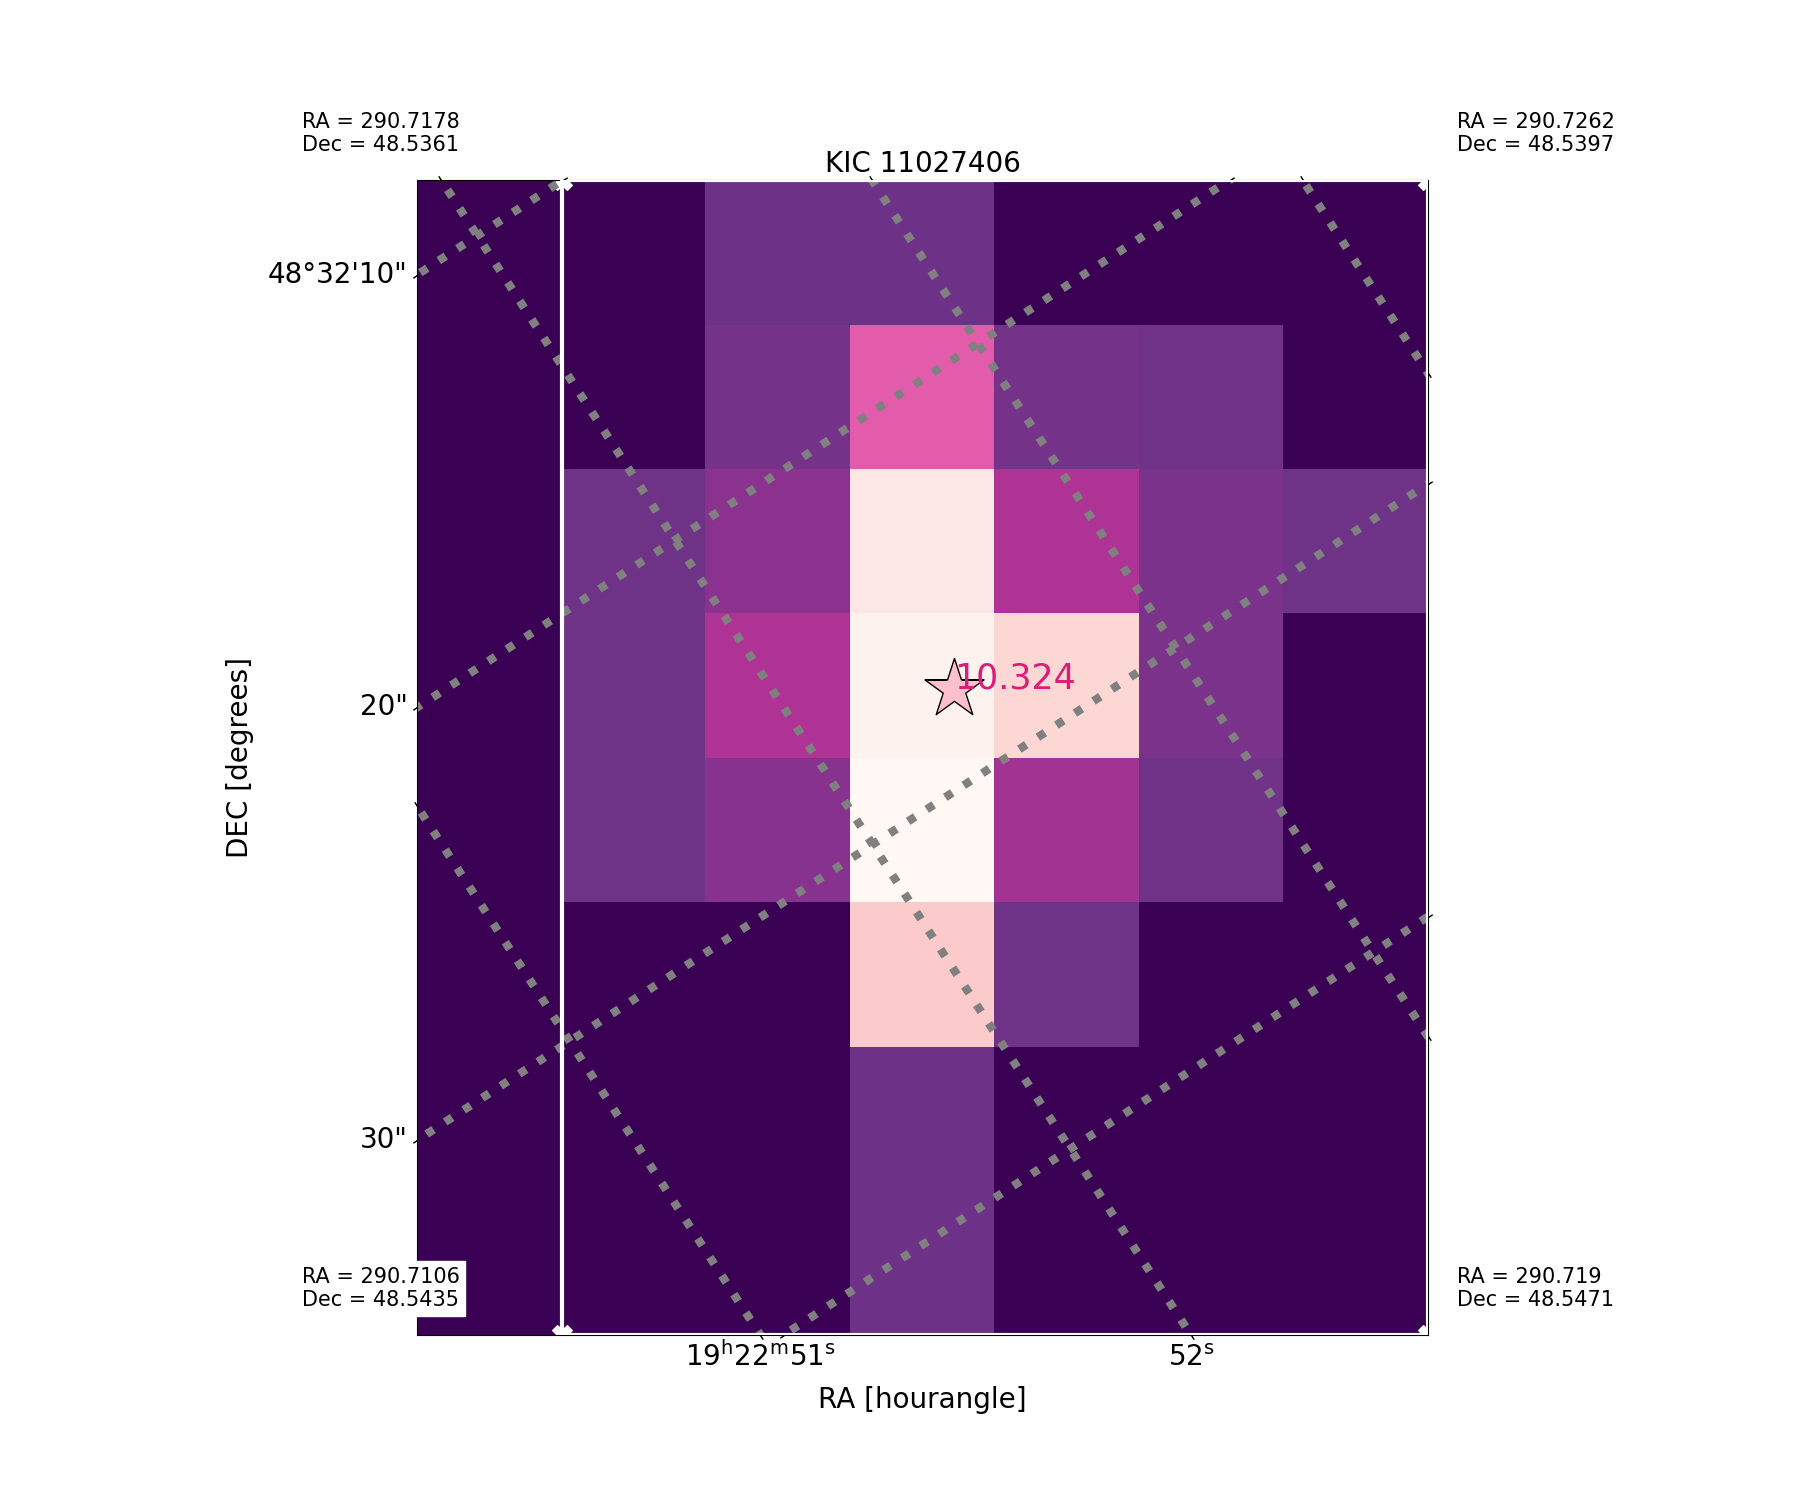 RA = 290.7178
Dec = 48.5361
RA = 290.7262
Dec = 48.5397
KIC 11027406
48°32'10"
20"
30"
DEC [degrees]
10.324
RA = 290.7106
Dec = 48.5435
RA = 290.719
Dec = 48.5471
19h22m51s
52s
RA [hourangle]